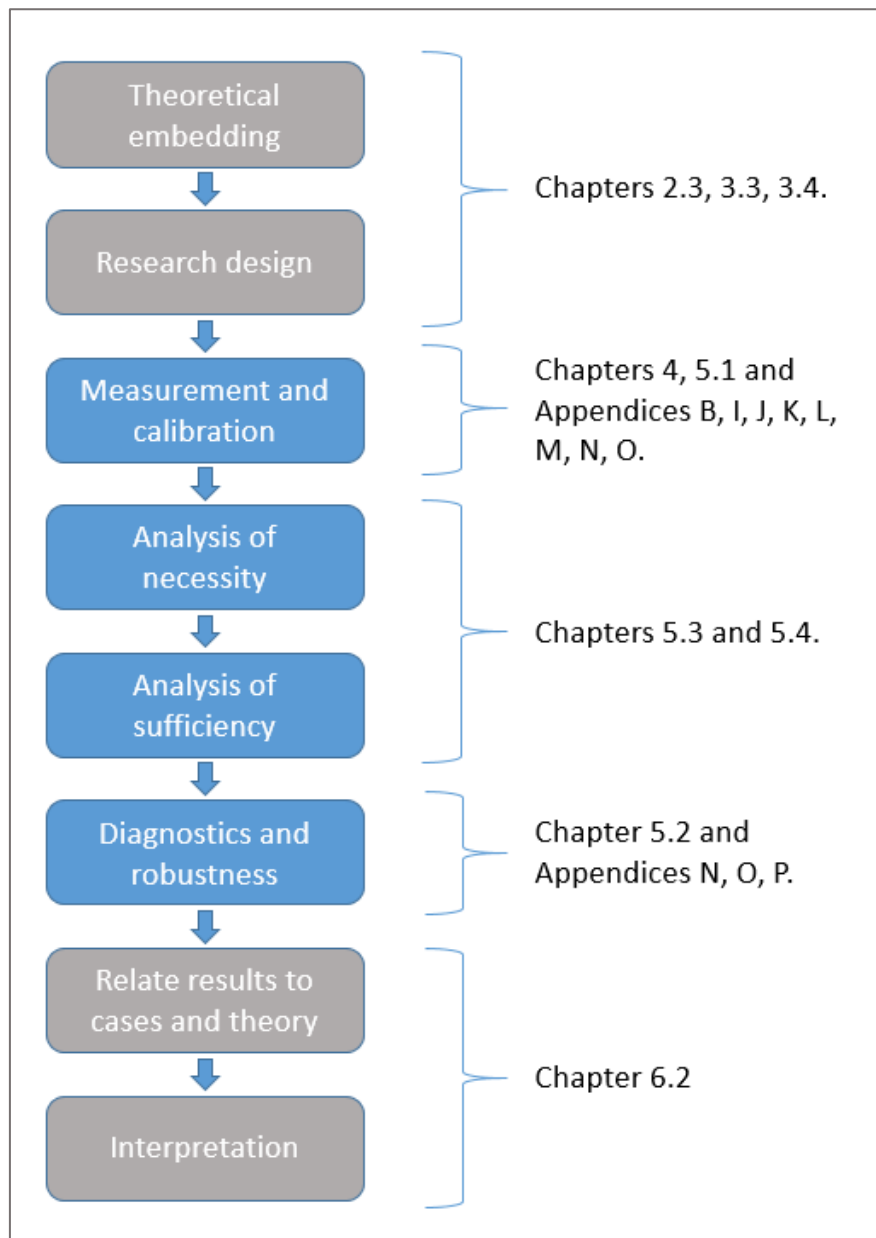 Theoretical
embedding
Research design
Chapters 2.3, 3.3, 3.4.
Measurement and
calibration
Chapters 4, 5.1 and
Appendices B, I, J, K, L,
M, N, O.
Analysis of
necessity
Analysis of
sufficiency
Chapters 5.3 and 5.4.
Diagnostics and
robustness
Chapter 5.2 and
Appendices N, O, P.
Relate results to
cases and theory
Interpretation
Chapter 6.2